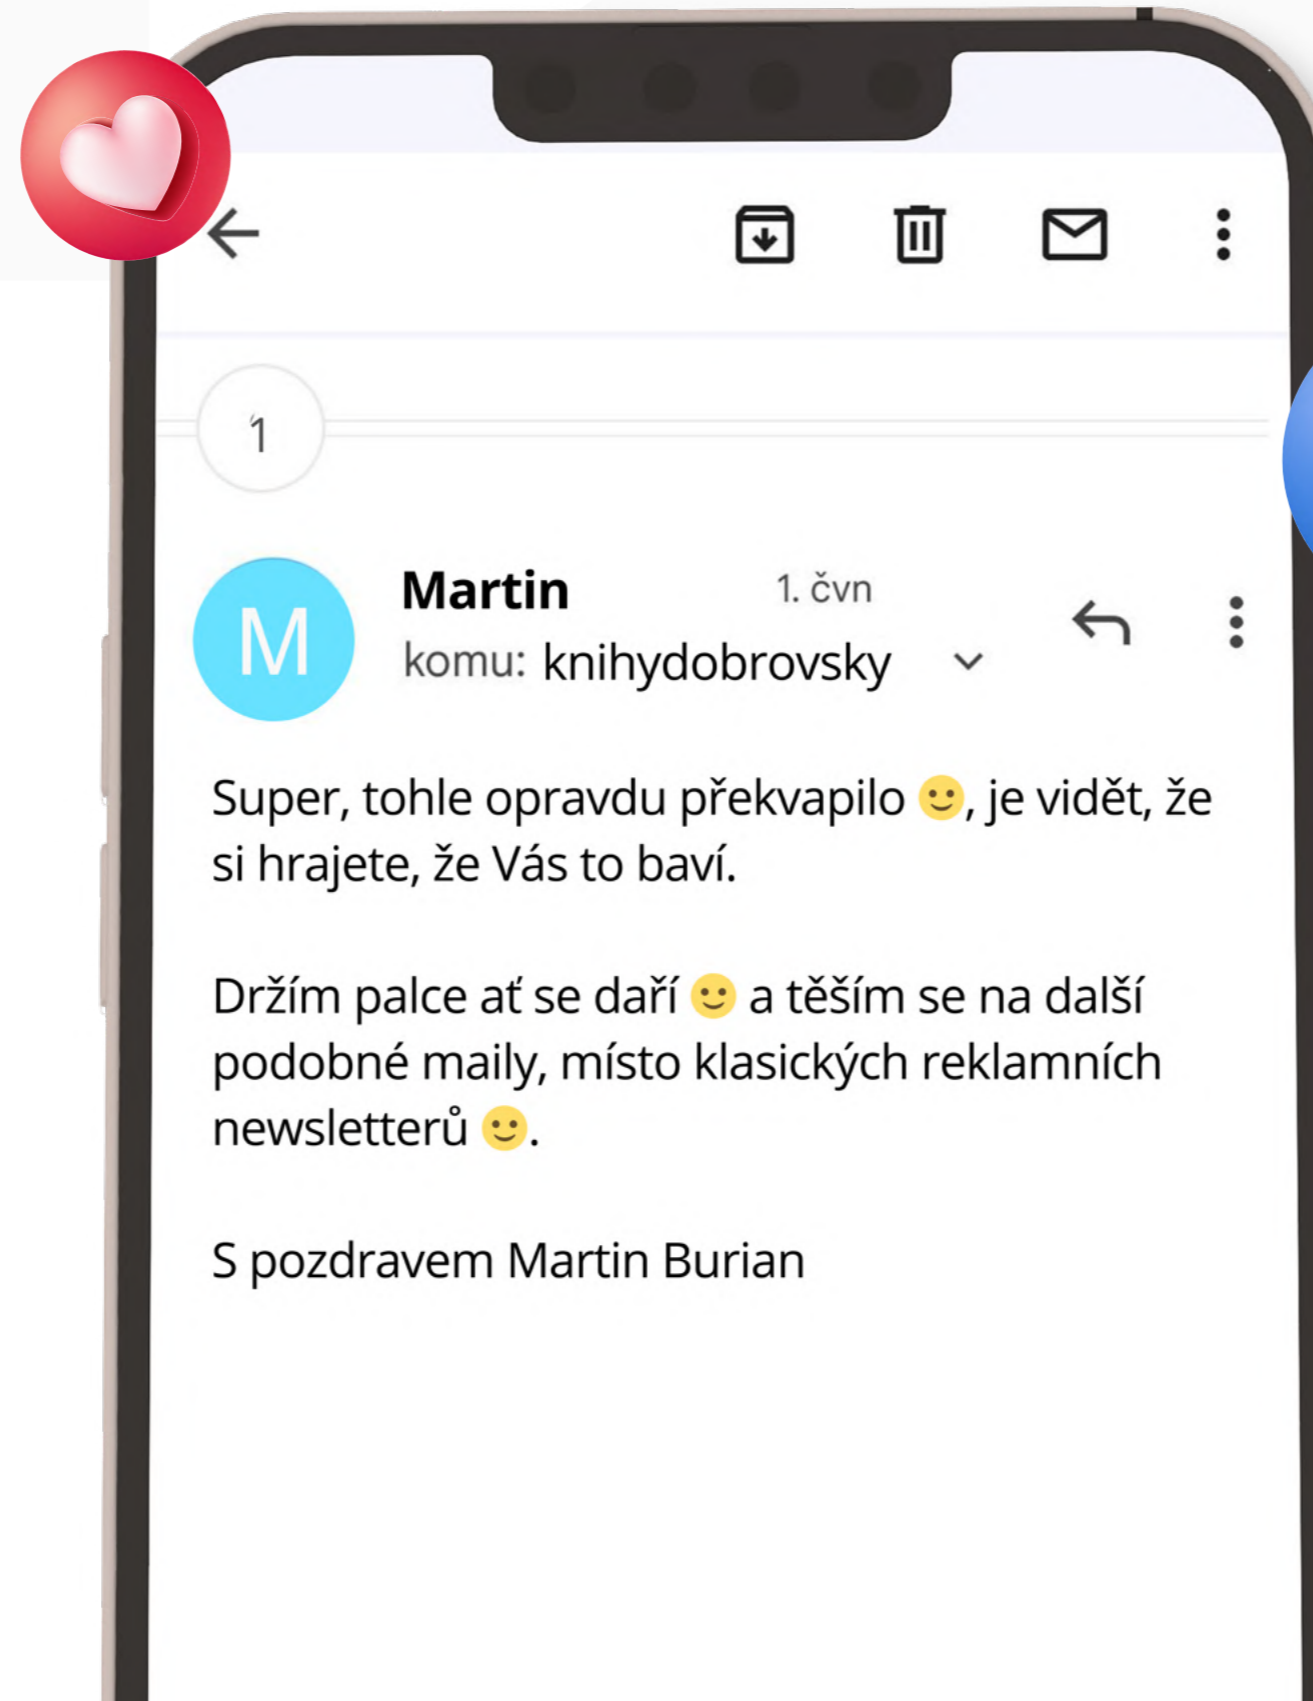 1
M
Martin
1. čvn
komu: knihydobrovsky
Super, tohle opravdu překvapilo 🙂, je vidět, že
si hrajete, že Vás to baví.
Držím palce ať se daří 🙂 a těším se na další
podobné maily, místo klasických reklamních
newsletterů 🙂.
S pozdravem Martin Burian